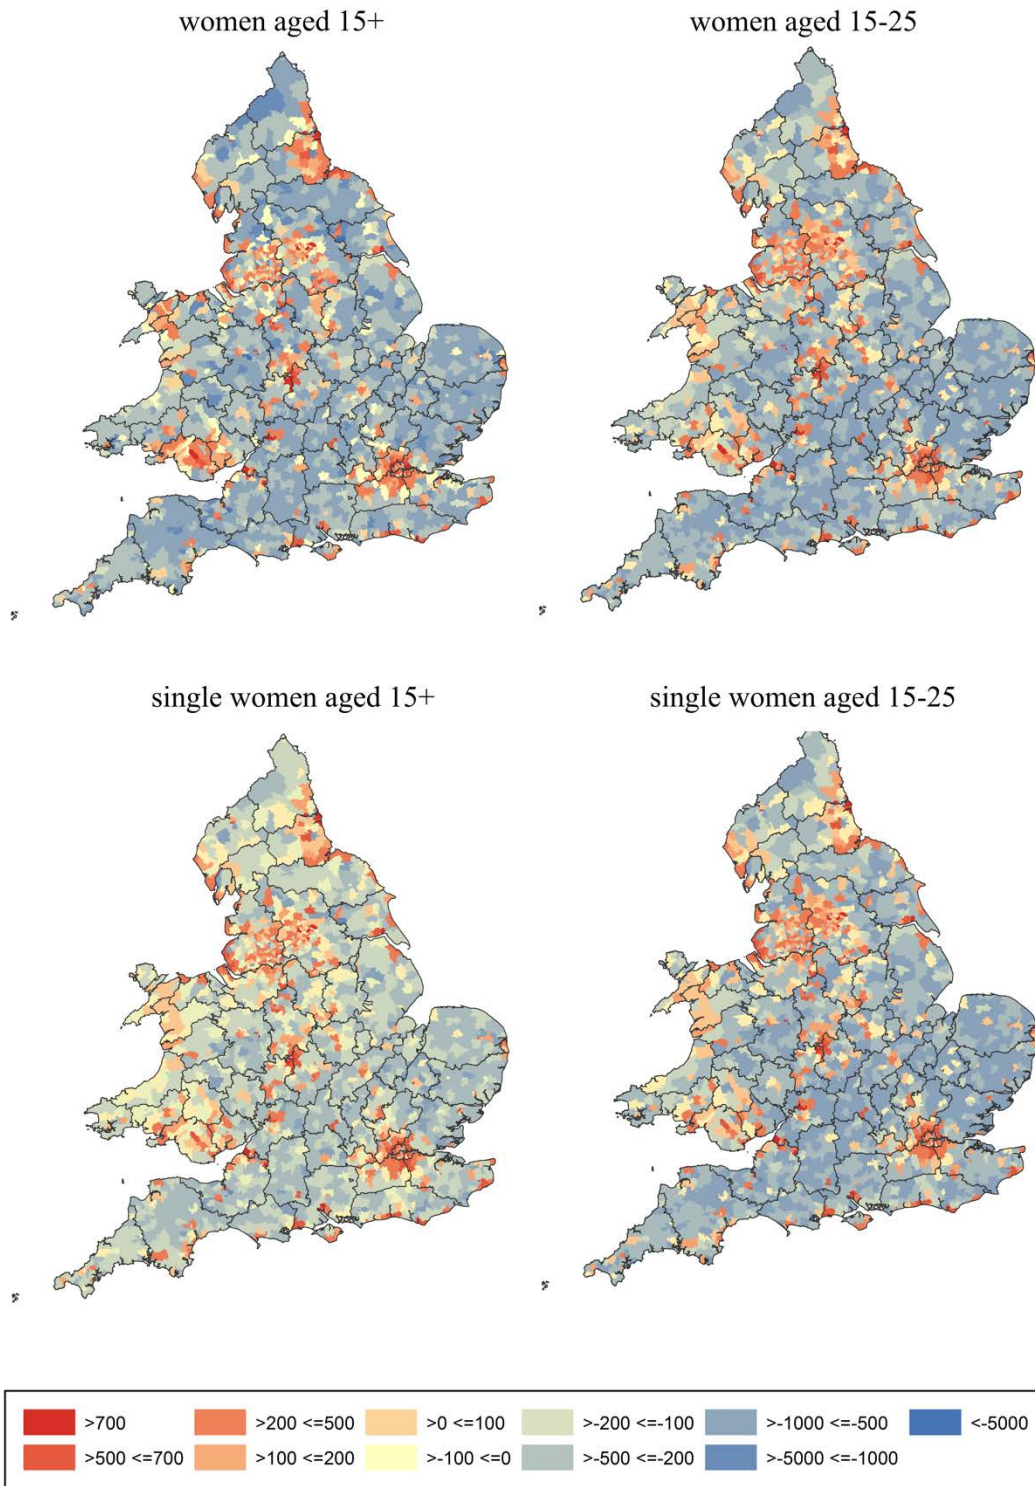 women aged 15+
women aged 15-25
single women aged 15+
single women aged 15-25
>700
>200 <=500
>0 <=100
>-200 <=-100
>-1000 <=-500
<-5000
>500 <=700
>100 <=200
>-100 <=0
>-500 <=-200
>-5000 <=-1000